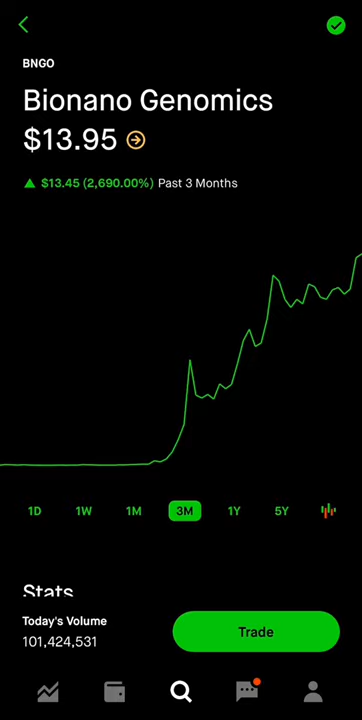 BNGO
Bionano Genomics
$13.95
$13.45 (2,690.00%) Past 3 Months
1D 1W 1M 3M 1Y 5Y
Stats
Today's Volume
101,424,531
Trade